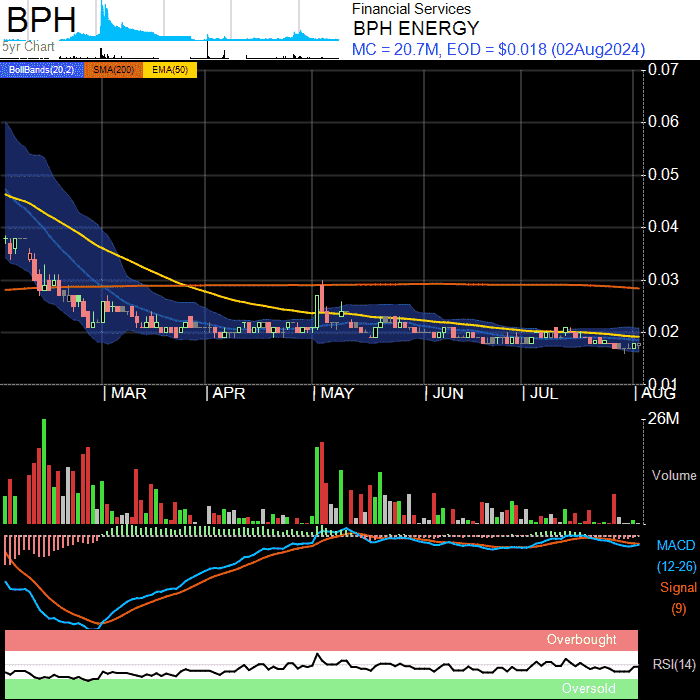 BPH
5yr Chart
Financial Services
BPH ENERGY
MC = 20.7M, EOD = $0.018 (02Aug2024)
BollBands(20,2) SMA(200) EMA(50)
0.07
0.06
0.05
0.04
0.03
0.02
0.01
MAR APR MAY JUN JUL AUG
26M
Volume
MACD
(12-26)
Signal
(9)
Overbought
RSI(14)
Oversold